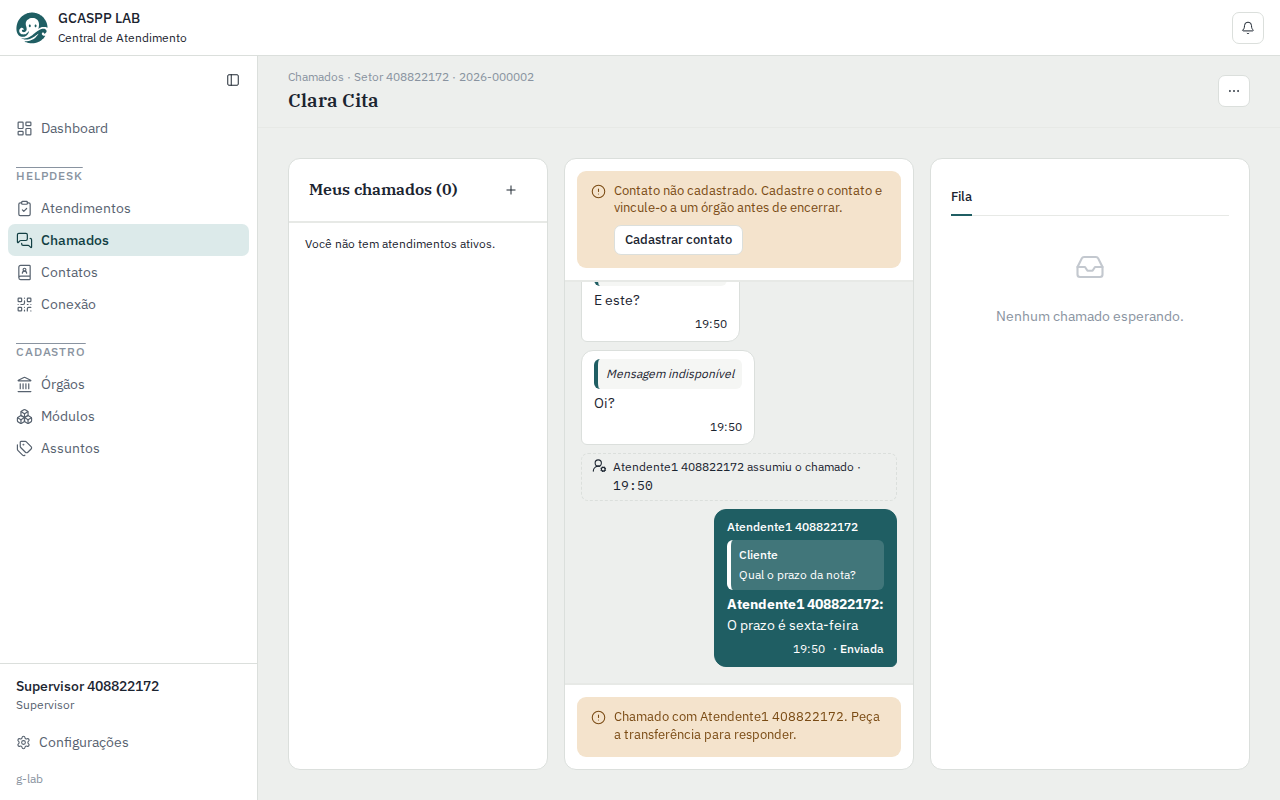 GCASPP LAB
Central de Atendimento
Dashboard
HELPDESK
Atendimentos
Chamados
Contatos
Conexão
CADASTRO
Órgãos
Módulos
Assuntos
Supervisor 408822172
Supervisor
Configurações
g-lab
Chamados · Setor 408822172 · 2026-000002
Clara Cita
Meus chamados (0)
Você não tem atendimentos ativos.
Contato não cadastrado. Cadastre o contato e
vincule-o a um órgão antes de encerrar.
Cadastrar contato
E este?
19:50
Mensagem indisponível
Oi?
19:50
Atendente1 408822172 assumiu o chamado ·
19:50
Atendente1 408822172
Cliente
Qual o prazo da nota?
Atendente1 408822172:
O prazo é sexta-feira
19:50 · Enviada
Chamado com Atendente1 408822172. Peça
a transferência para responder.
Fila
Nenhum chamado esperando.